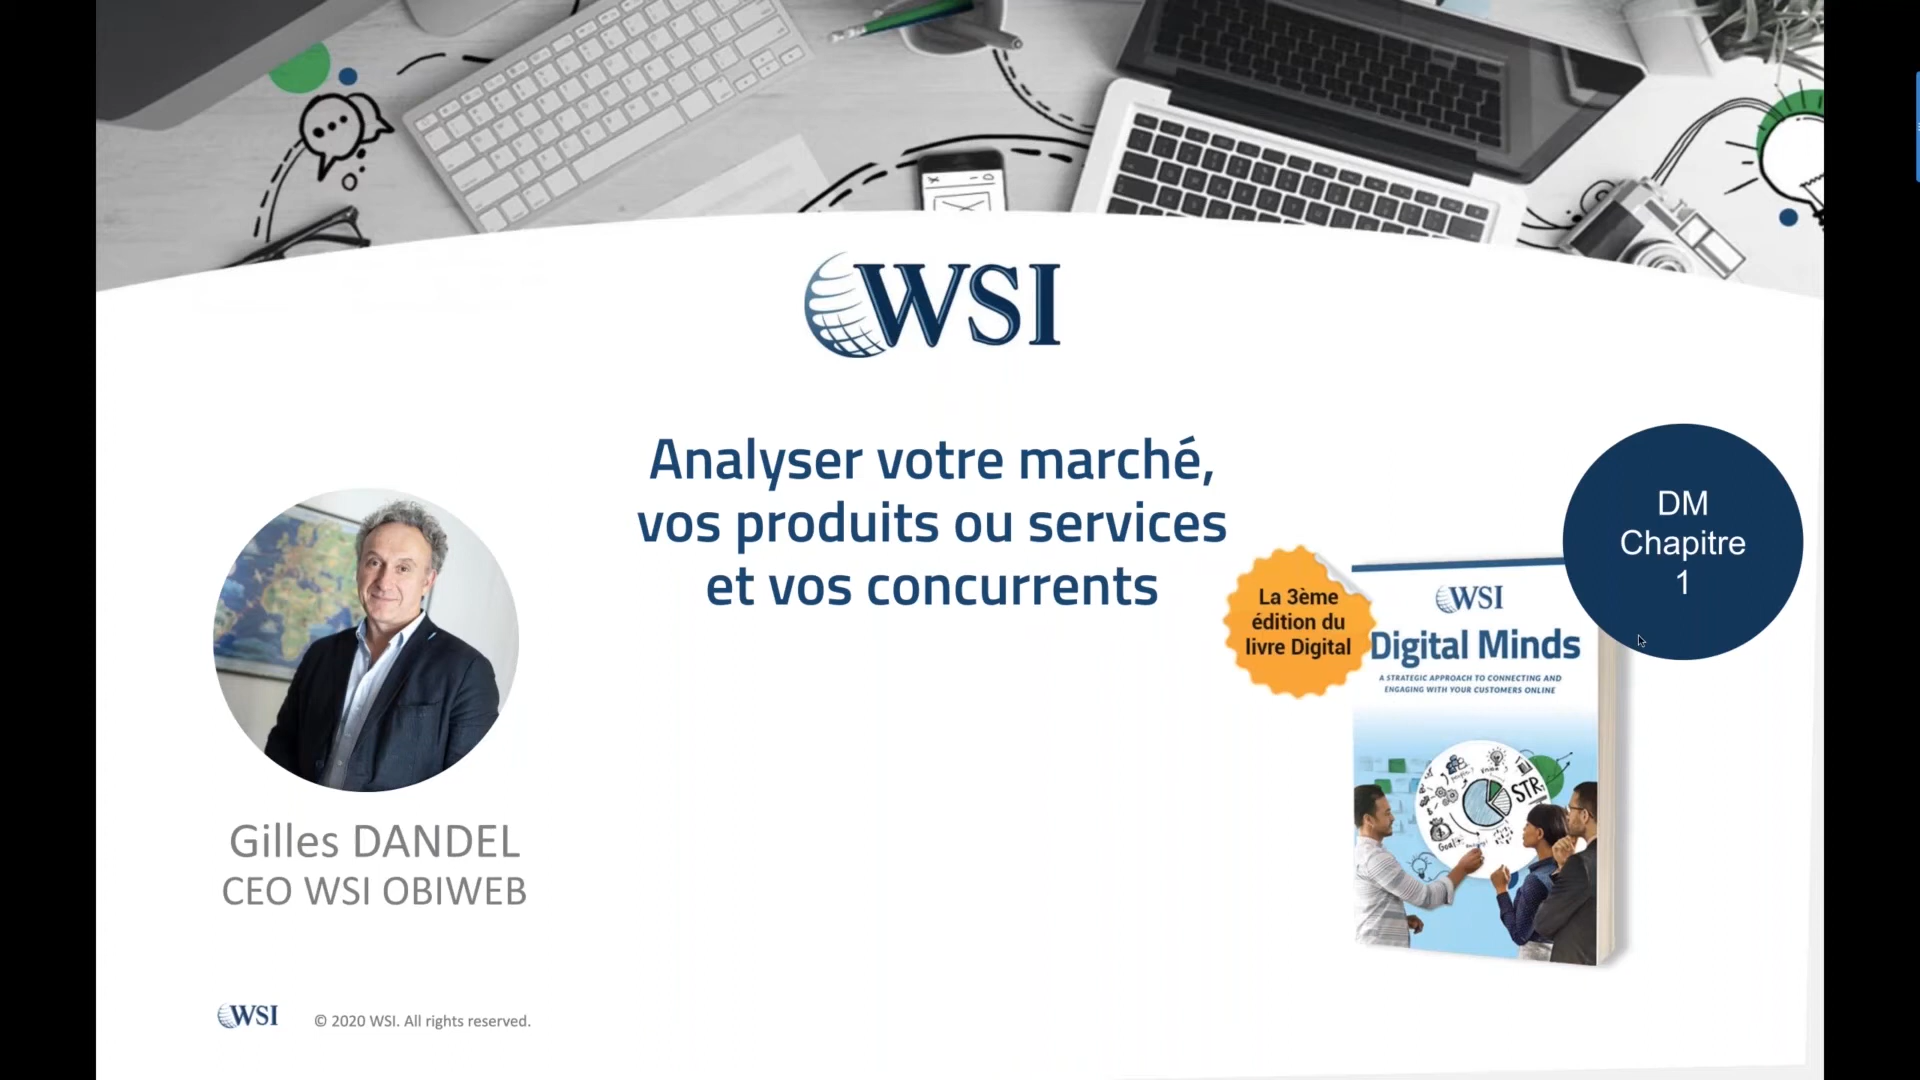 WSI
Analyser votre marché,
vos produits ou services
et vos concurrents
DM
Chapitre
1
La 3ème
édition du
livre Digital
WSI
Digital Minds
A STRATEGIC APPROACH TO CONNECTING AND
ENGAGING WITH YOUR CUSTOMERS ONLINE
STR
Goal
Gilles DANDEL
CEO WSI OBIWEB
WSI
© 2020 WSI. All rights reserved.